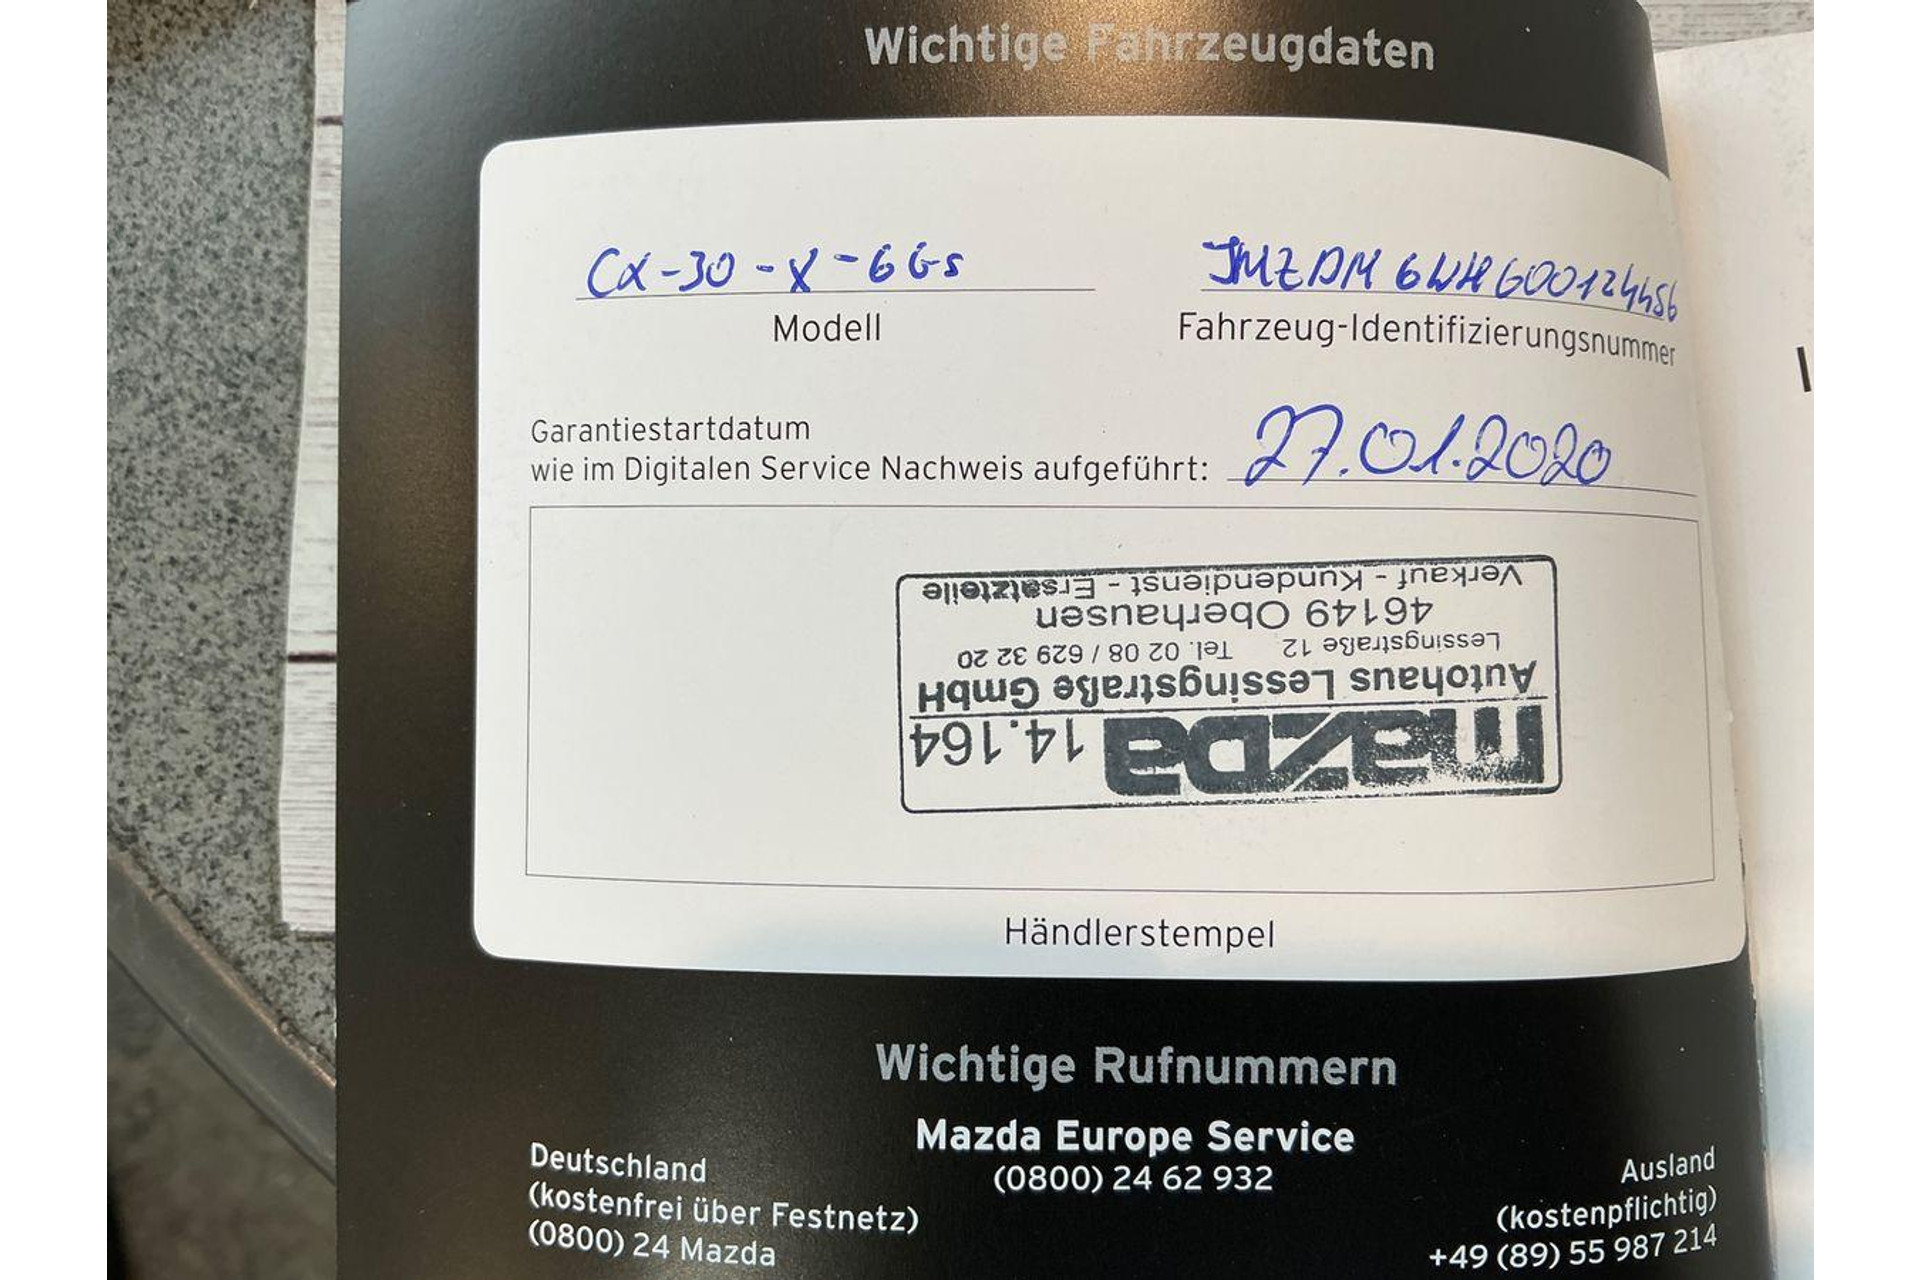 Wichtige Fahrzeugdaten
CX-30-X-6Gs
Modell
JMZDM6WH600124456
Fahrzeug-Identifizierungsnummer
Garantiestartdatum
wie im Digitalen Service Nachweis aufgeführt: 27.01.2020
mazda 14.164
Autohaus Lessingstraße GmbH
Lessingstraße 12 Tel. 02 08 / 629 32 20
46149 Oberhausen
Verkauf - Kundendienst - Ersatzteile
Händlerstempel
Wichtige Rufnummern
Mazda Europe Service
(0800) 24 62 932
Deutschland
(kostenfrei über Festnetz)
(0800) 24 Mazda
Ausland
(kostenpflichtig)
+49 (89) 55 987 214